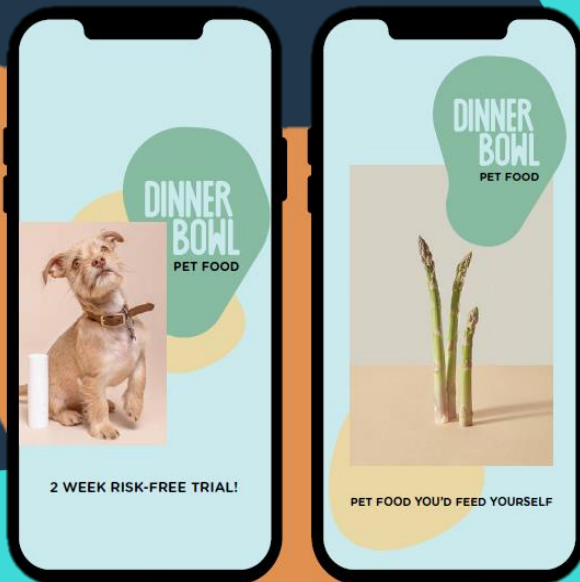 DINNER
BOWL
PET FOOD
2 WEEK RISK-FREE TRIAL!
DINNER
BOWL
PET FOOD
PET FOOD YOU'D FEED YOURSELF